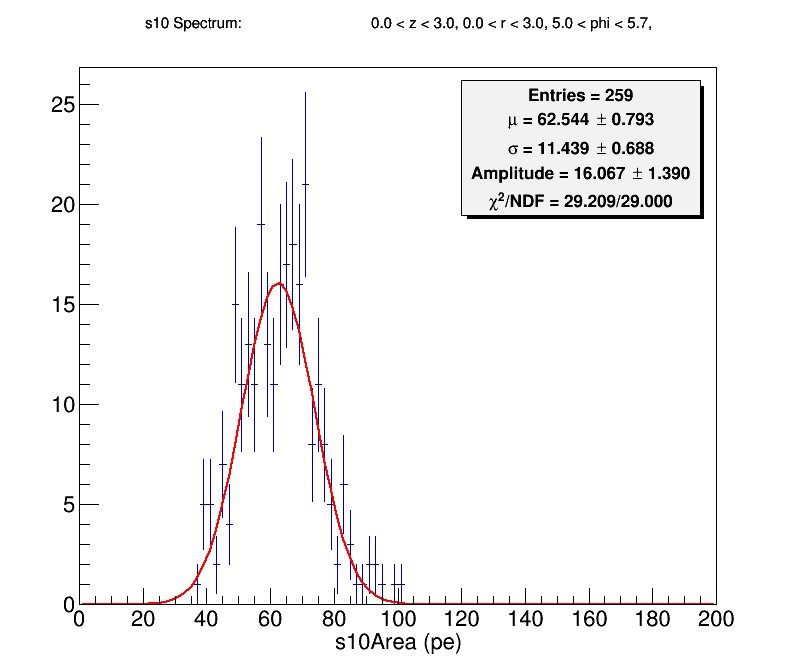 s10 Spectrum: 0.0 < z < 3.0, 0.0 < r < 3.0, 5.0 < phi < 5.7,
Entries = 259
μ = 62.544 ± 0.793
σ = 11.439 ± 0.688
Amplitude = 16.067 ± 1.390
χ²/NDF = 29.209/29.000
25
20
15
10
5
0
0 20 40 60 80 100 120 140 160 180 200
s10Area (pe)